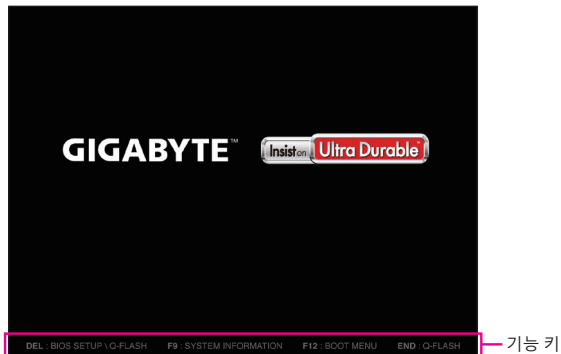 GIGABYTE™ Insist on Ultra Durable™
DEL : BIOS SETUP \ Q-FLASH F9 : SYSTEM INFORMATION F12 : BOOT MENU END : Q-FLASH
기능 키